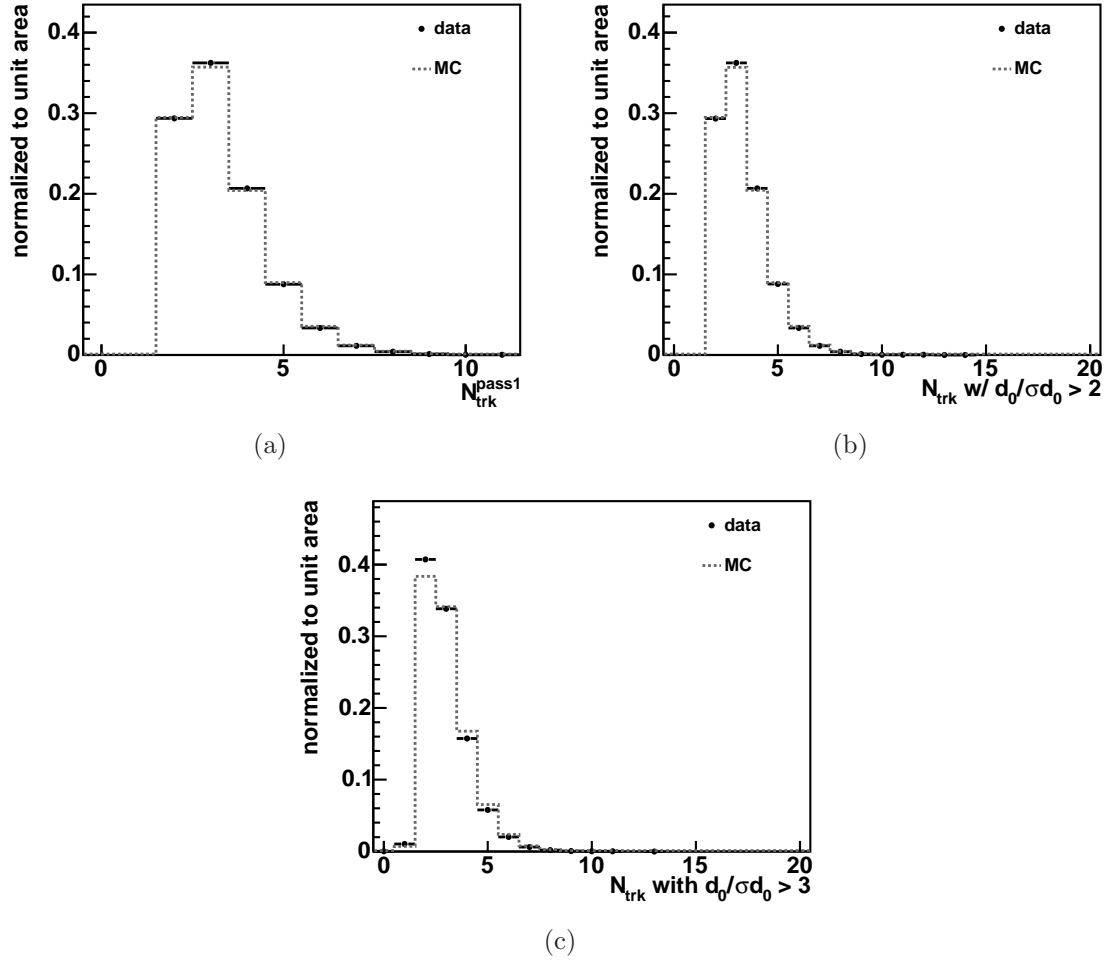 normalized to unit area
0.4
0.3
0.2
0.1
0
data
MC
0 5 10
N_trk^pass1
(a)
normalized to unit area
0.4
0.3
0.2
0.1
0
data
MC
0 5 10 15 20
N_trk w/ d_0/σd_0 > 2
(b)
normalized to unit area
0.4
0.3
0.2
0.1
0
data
MC
0 5 10 15 20
N_trk with d_0/σd_0 > 3
(c)